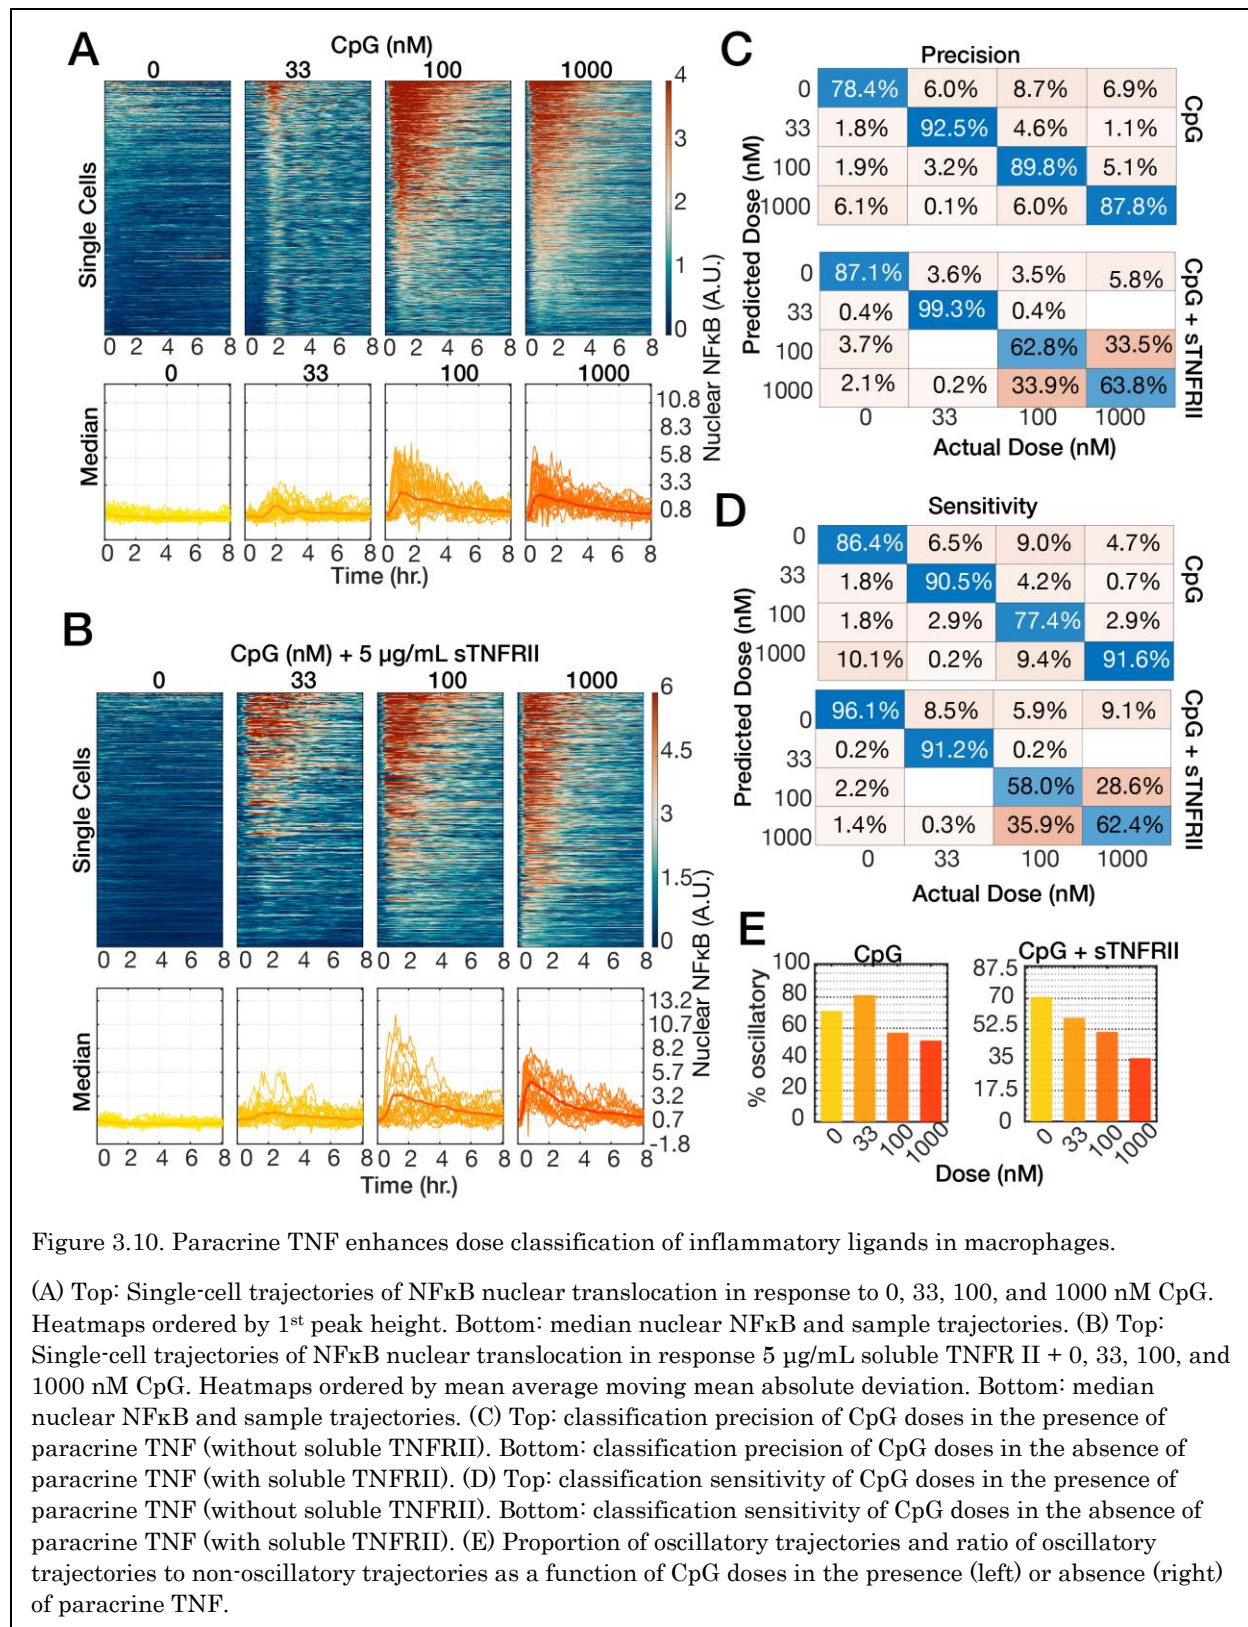 A
CpG (nM)
0 33 100 1000
Single Cells
4
3
2
1
0
0 2 4 6 8 0 2 4 6 8 0 2 4 6 8 0 2 4 6 8
Nuclear NFκB (A.U.)
0 33 100 1000
Median
10.8
8.3
5.8
3.3
0.8
0 2 4 6 8 0 2 4 6 8 0 2 4 6 8 0 2 4 6 8
Time (hr.)
B
CpG (nM) + 5 µg/mL sTNFRII
0 33 100 1000
Single Cells
6
4.5
3
1.5
0
0 2 4 6 8 0 2 4 6 8 0 2 4 6 8 0 2 4 6 8
Nuclear NFκB (A.U.)
Median
13.2
10.7
8.2
5.7
3.2
0.7
-1.8
0 2 4 6 8 0 2 4 6 8 0 2 4 6 8 0 2 4 6 8
Time (hr.)
C
Precision
0 78.4% 6.0% 8.7% 6.9%
33 1.8% 92.5% 4.6% 1.1%
100 1.9% 3.2% 89.8% 5.1%
1000 6.1% 0.1% 6.0% 87.8%
CpG
Predicted Dose (nM)
0 87.1% 3.6% 3.5% 5.8%
33 0.4% 99.3% 0.4%
100 3.7% 62.8% 33.5%
1000 2.1% 0.2% 33.9% 63.8%
CpG + sTNFRII
0 33 100 1000
Actual Dose (nM)
D
Sensitivity
0 86.4% 6.5% 9.0% 4.7%
33 1.8% 90.5% 4.2% 0.7%
100 1.8% 2.9% 77.4% 2.9%
1000 10.1% 0.2% 9.4% 91.6%
CpG
Predicted Dose (nM)
0 96.1% 8.5% 5.9% 9.1%
33 0.2% 91.2% 0.2%
100 2.2% 58.0% 28.6%
1000 1.4% 0.3% 35.9% 62.4%
CpG + sTNFRII
0 33 100 1000
Actual Dose (nM)
E
CpG
% oscillatory
100
80
60
40
20
0
0 33 100 1000
CpG + sTNFRII
87.5
70
52.5
35
17.5
0
0 33 100 1000
Dose (nM)
Figure 3.10. Paracrine TNF enhances dose classification of inflammatory ligands in macrophages.
(A) Top: Single-cell trajectories of NFκB nuclear translocation in response to 0, 33, 100, and 1000 nM CpG.
Heatmaps ordered by 1st peak height. Bottom: median nuclear NFκB and sample trajectories. (B) Top:
Single-cell trajectories of NFκB nuclear translocation in response 5 µg/mL soluble TNFR II + 0, 33, 100, and
1000 nM CpG. Heatmaps ordered by mean average moving mean absolute deviation. Bottom: median
nuclear NFκB and sample trajectories. (C) Top: classification precision of CpG doses in the presence of
paracrine TNF (without soluble TNFRII). Bottom: classification precision of CpG doses in the absence of
paracrine TNF (with soluble TNFRII). (D) Top: classification sensitivity of CpG doses in the presence of
paracrine TNF (without soluble TNFRII). Bottom: classification sensitivity of CpG doses in the absence of
paracrine TNF (with soluble TNFRII). (E) Proportion of oscillatory trajectories and ratio of oscillatory
trajectories to non-oscillatory trajectories as a function of CpG doses in the presence (left) or absence (right)
of paracrine TNF.